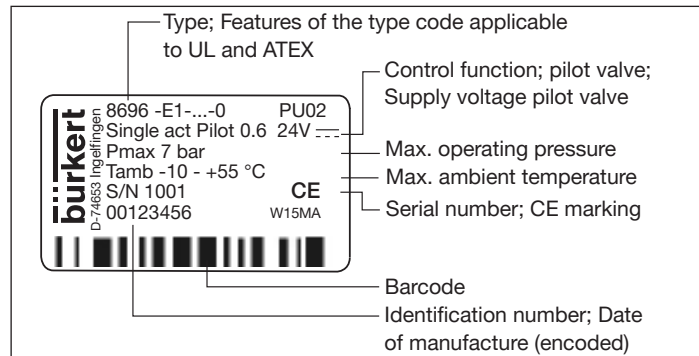 Type; Features of the type code applicable
to UL and ATEX
Control function; pilot valve;
Supply voltage pilot valve
bürkert
D-74653 Ingelfingen
8696 -E1-...-0 PU02
Single act Pilot 0.6 24V
Pmax 7 bar
Tamb -10 - +55 °C
S/N 1001 CE
00123456 W15MA
Max. operating pressure
Max. ambient temperature
Serial number; CE marking
Barcode
Identification number; Date
of manufacture (encoded)